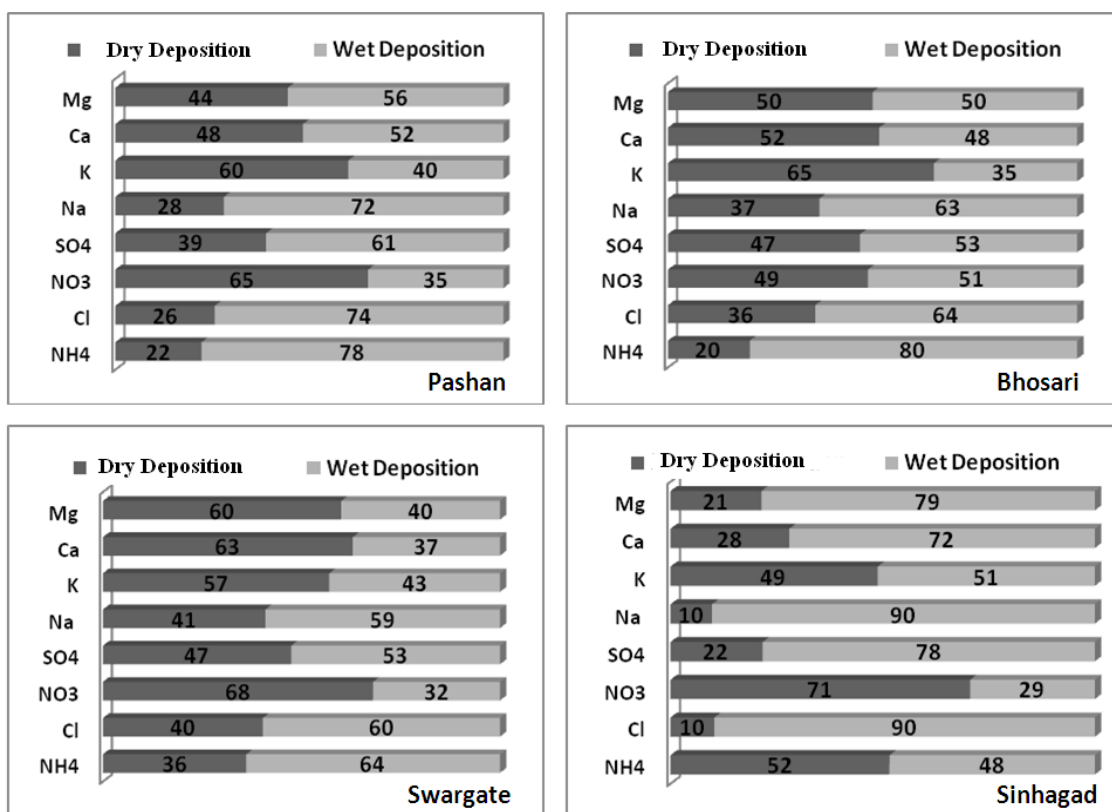 Dry Deposition Wet Deposition
Mg 44 56
Ca 48 52
K 60 40
Na 28 72
SO4 39 61
NO3 65 35
Cl 26 74
NH4 22 78
Pashan
Dry Deposition Wet Deposition
Mg 50 50
Ca 52 48
K 65 35
Na 37 63
SO4 47 53
NO3 49 51
Cl 36 64
NH4 20 80
Bhosari
Dry Deposition Wet Deposition
Mg 60 40
Ca 63 37
K 57 43
Na 41 59
SO4 47 53
NO3 68 32
Cl 40 60
NH4 36 64
Swargate
Dry Deposition Wet Deposition
Mg 21 79
Ca 28 72
K 49 51
Na 10 90
SO4 22 78
NO3 71 29
Cl 10 90
NH4 52 48
Sinhagad